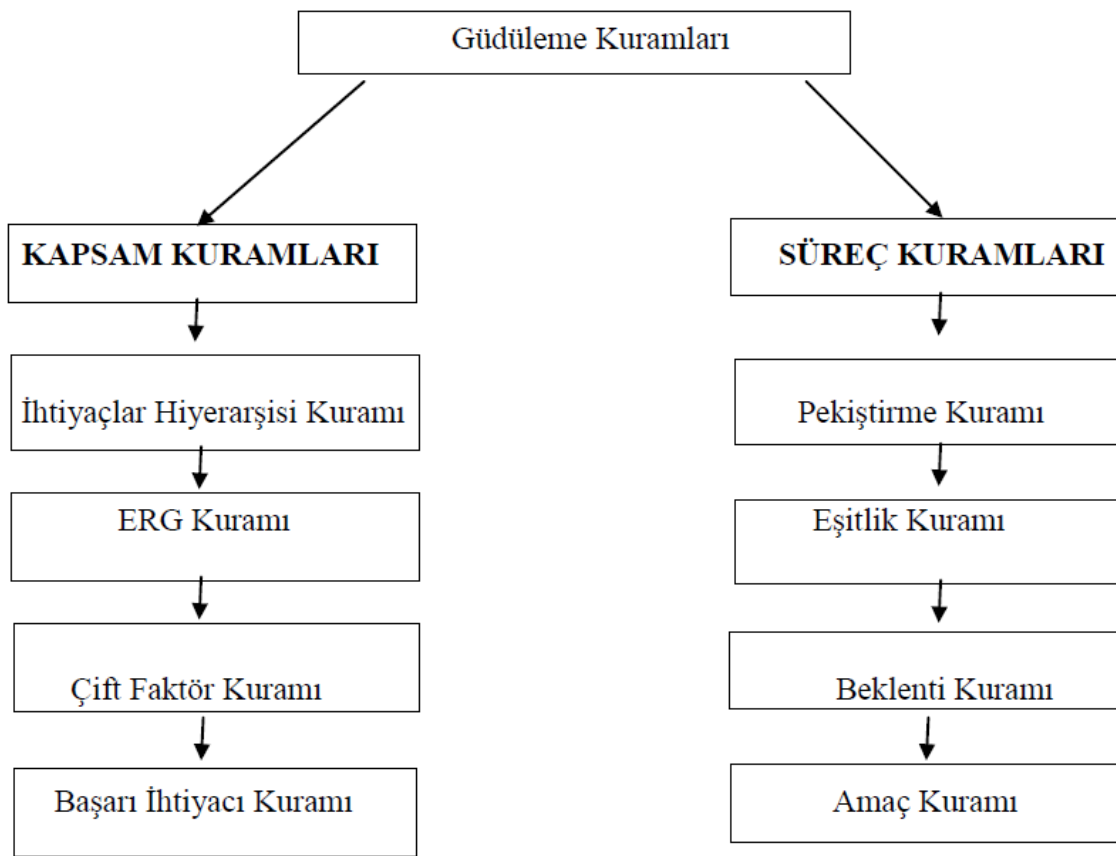 Güdüleme Kuramları
KAPSAM KURAMLARI
İhtiyaçlar Hiyerarşisi Kuramı
ERG Kuramı
Çift Faktör Kuramı
Başarı İhtiyacı Kuramı
SÜREÇ KURAMLARI
Pekiştirme Kuramı
Eşitlik Kuramı
Beklenti Kuramı
Amaç Kuramı